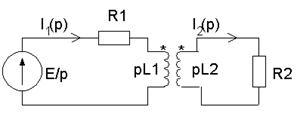 I1(p)
R1
I2(p)
* *
E/p
pL1
pL2
R2